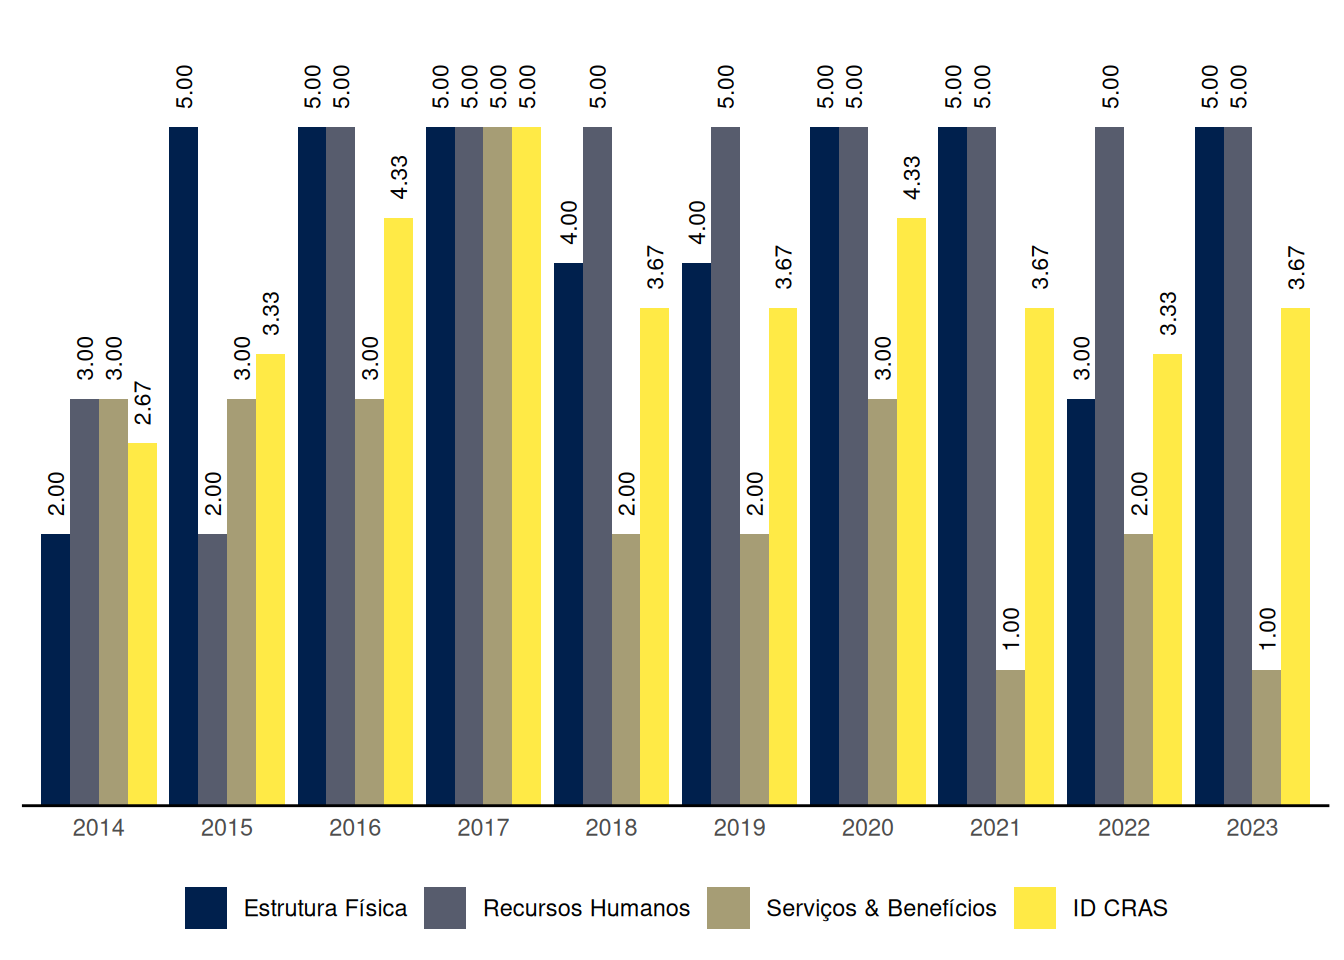 5.00 5.00 5.00 5.00 5.00 5.00 5.00 5.00 5.00 5.00 5.00 5.00 5.00 5.00 5.00 5.00
4.33 4.33
4.00 4.00
3.67 3.67 3.67 3.67
3.33 3.33
3.00 3.00 3.00 3.00 3.00 3.00
2.67
2.00 2.00 2.00 2.00 2.00
1.00 1.00
2014 2015 2016 2017 2018 2019 2020 2021 2022 2023
Estrutura Física Recursos Humanos Serviços & Benefícios ID CRAS